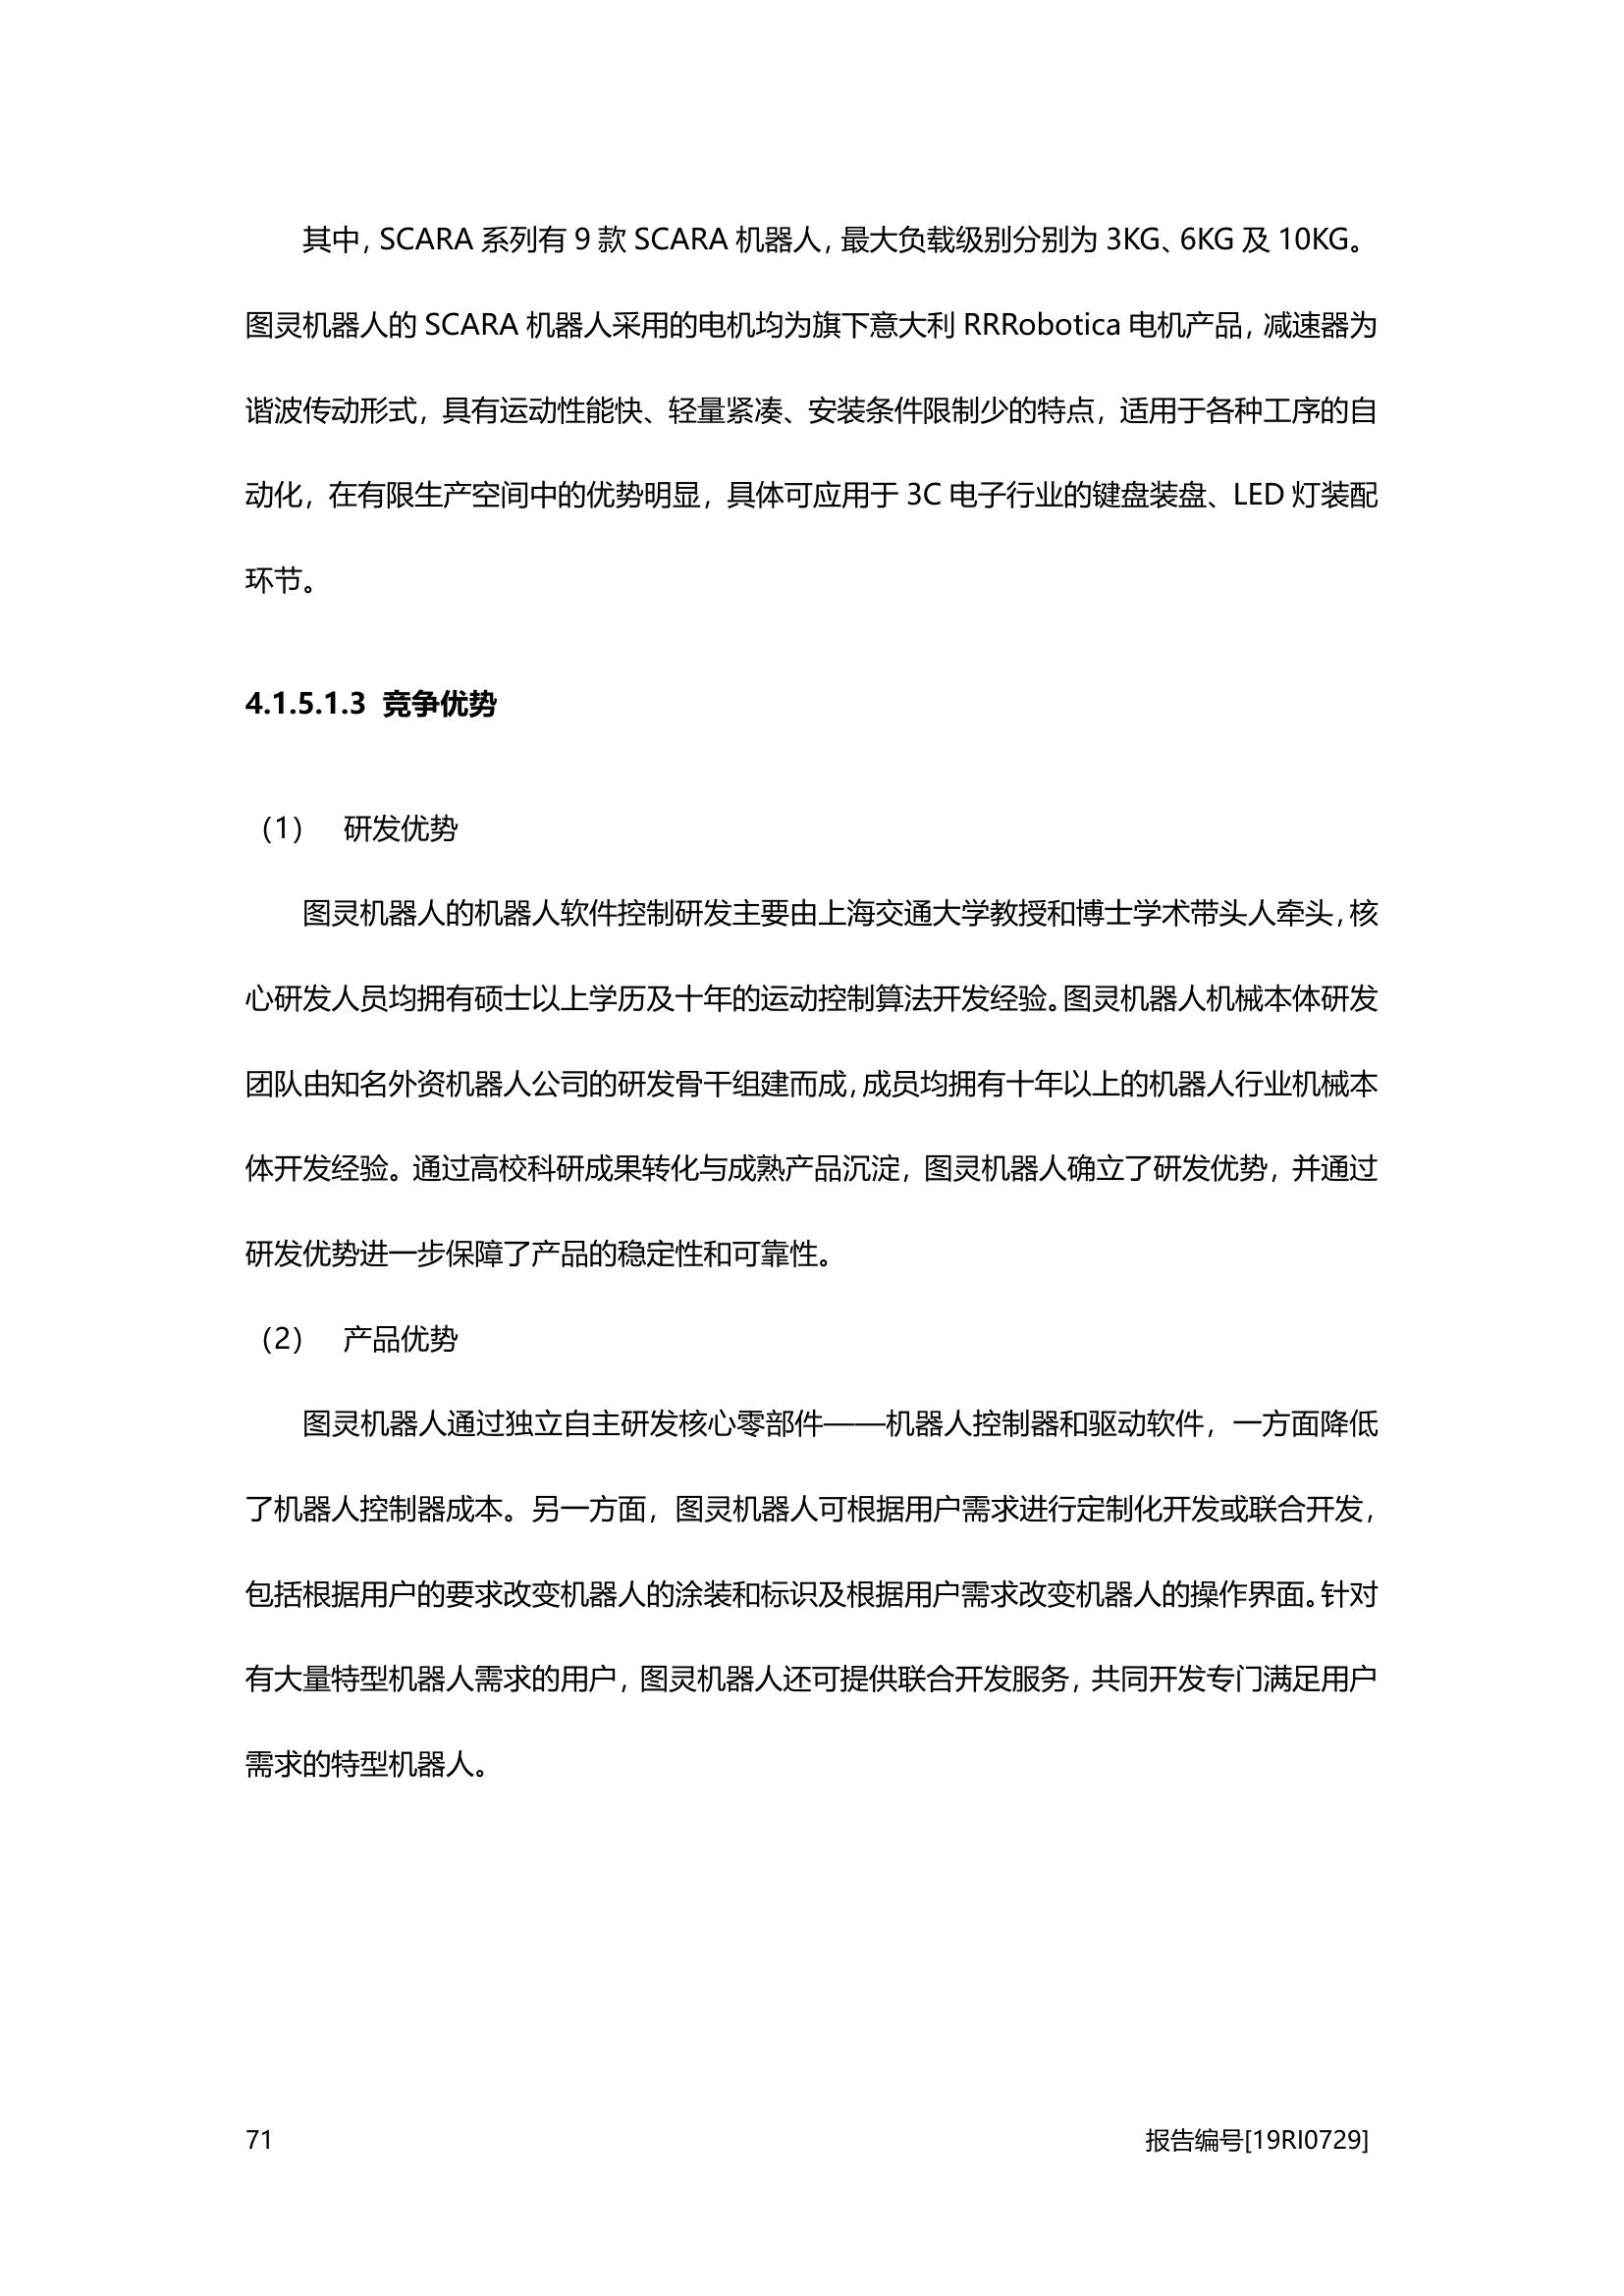 其中，SCARA 系列有 9 款 SCARA 机器人，最大负载级别分别为 3KG、6KG 及 10KG。
图灵机器人的 SCARA 机器人采用的电机均为旗下意大利 RRRobotica 电机产品，减速器为
谐波传动形式，具有运动性能快、轻量紧凑、安装条件限制少的特点，适用于各种工序的自
动化，在有限生产空间中的优势明显，具体可应用于 3C 电子行业的键盘装盘、LED 灯装配
环节。
4.1.5.1.3 竞争优势
（1） 研发优势
图灵机器人的机器人软件控制研发主要由上海交通大学教授和博士学术带头人牵头，核
心研发人员均拥有硕士以上学历及十年的运动控制算法开发经验。图灵机器人机械本体研发
团队由知名外资机器人公司的研发骨干组建而成，成员均拥有十年以上的机器人行业机械本
体开发经验。通过高校科研成果转化与成熟产品沉淀，图灵机器人确立了研发优势，并通过
研发优势进一步保障了产品的稳定性和可靠性。
（2） 产品优势
图灵机器人通过独立自主研发核心零部件——机器人控制器和驱动软件，一方面降低
了机器人控制器成本。另一方面，图灵机器人可根据用户需求进行定制化开发或联合开发，
包括根据用户的要求改变机器人的涂装和标识及根据用户需求改变机器人的操作界面。针对
有大量特型机器人需求的用户，图灵机器人还可提供联合开发服务，共同开发专门满足用户
需求的特型机器人。
71 报告编号[19RI0729]